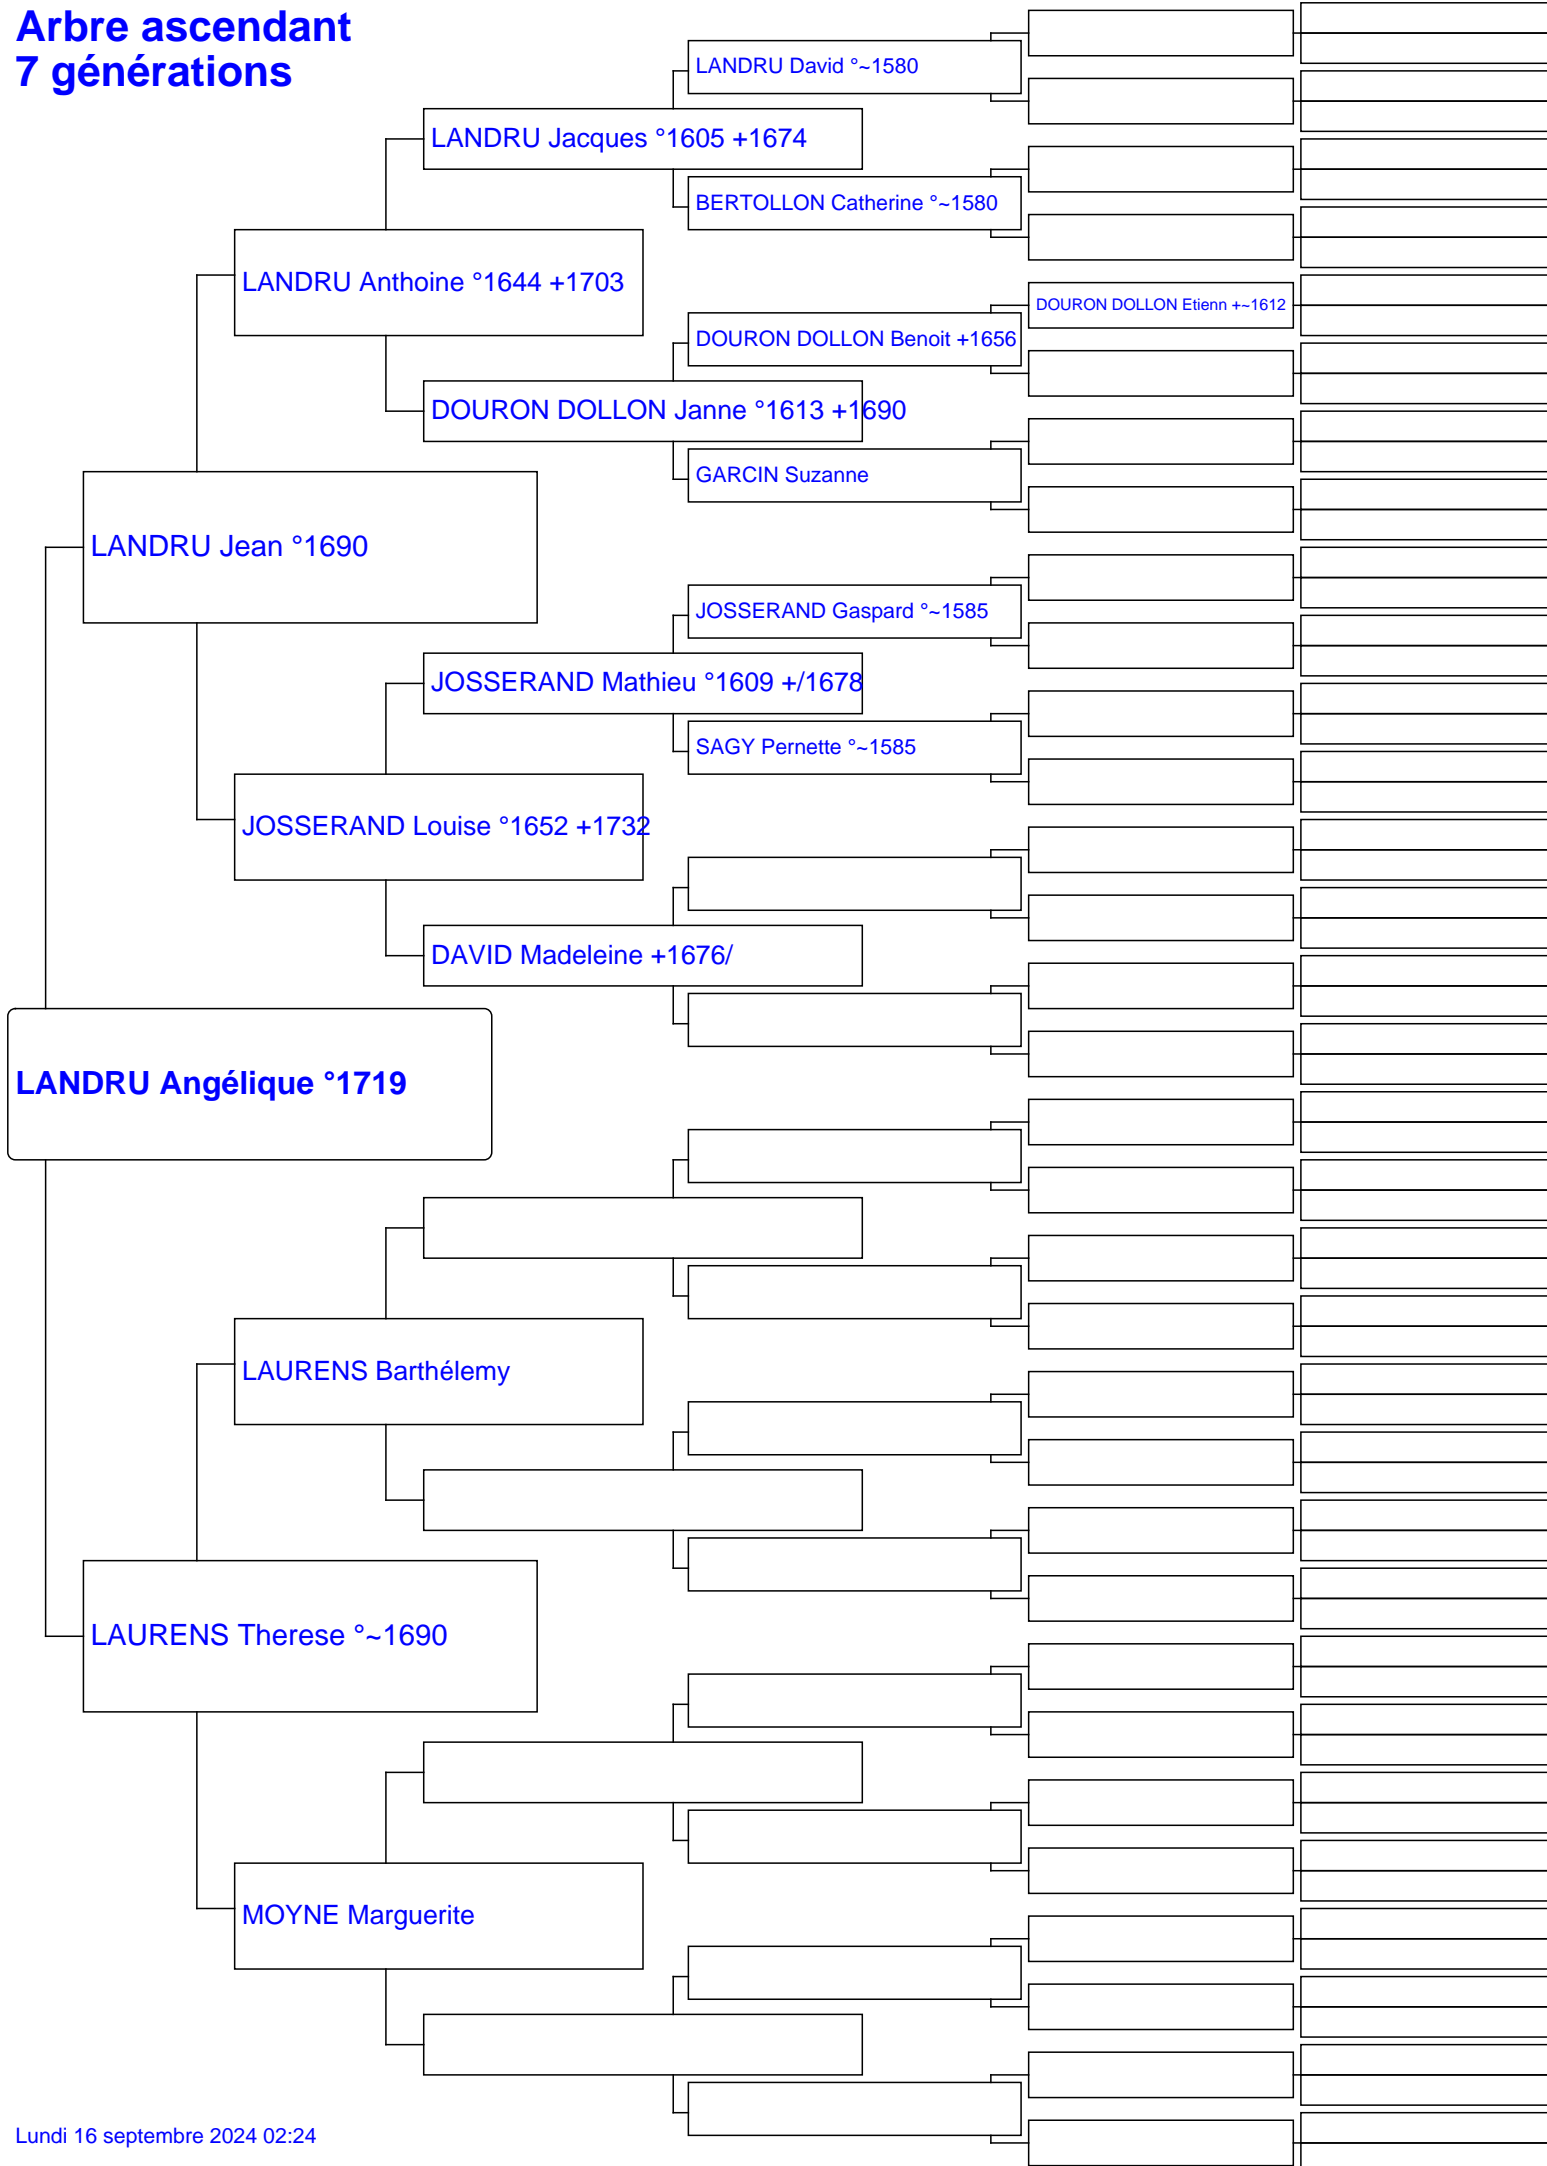 Arbre ascendant
7 générations
LANDRU David °~1580
LANDRU Jacques °1605 +1674
BERTOLLON Catherine °~1580
LANDRU Anthoine °1644 +1703
DOURON DOLLON Etienn +~1612
DOURON DOLLON Benoit +1656
DOURON DOLLON Janne °1613 +1690
GARCIN Suzanne
LANDRU Jean °1690
JOSSERAND Gaspard °~1585
JOSSERAND Mathieu °1609 +/1678
SAGY Pernette °~1585
JOSSERAND Louise °1652 +1732
DAVID Madeleine +1676/
LANDRU Angélique °1719
LAURENS Barthélemy
LAURENS Therese °~1690
MOYNE Marguerite
Lundi 16 septembre 2024 02:24